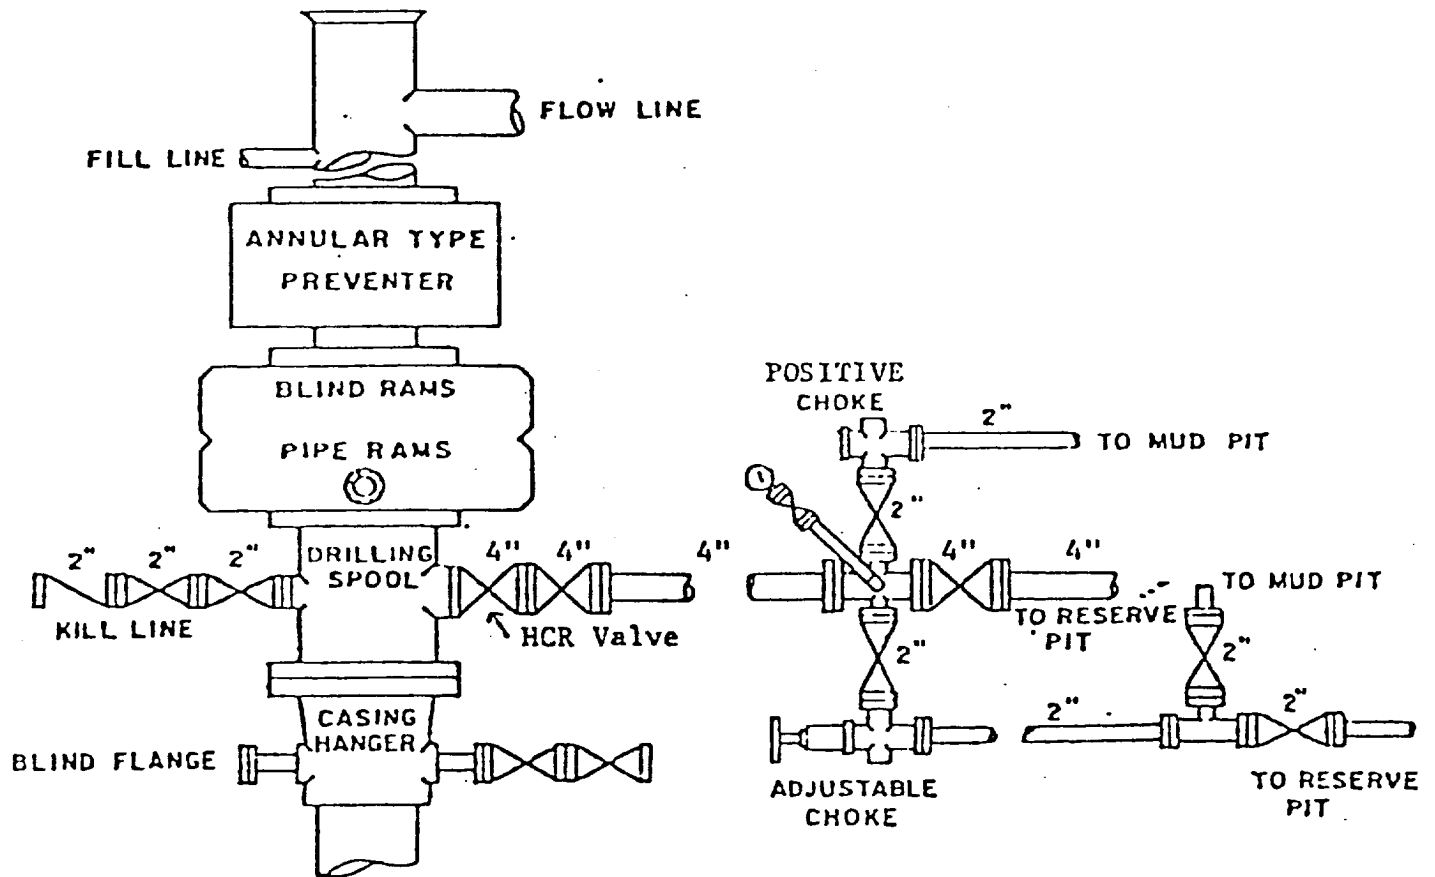 FLOW LINE
FILL LINE
ANNULAR TYPE
PREVENTER
BLIND RAMS
PIPE RAMS
2" 2" 2"
KILL LINE
DRILLING
SPOOL
4" 4" 4"
HCR Valve
CASING
HANGER
BLIND FLANGE
POSITIVE
CHOKE
2"
TO MUD PIT
2"
4" 4"
TO RESERVE
PIT
2"
ADJUSTABLE
CHOKE
TO MUD PIT
2"
2" 2"
TO RESERVE
PIT